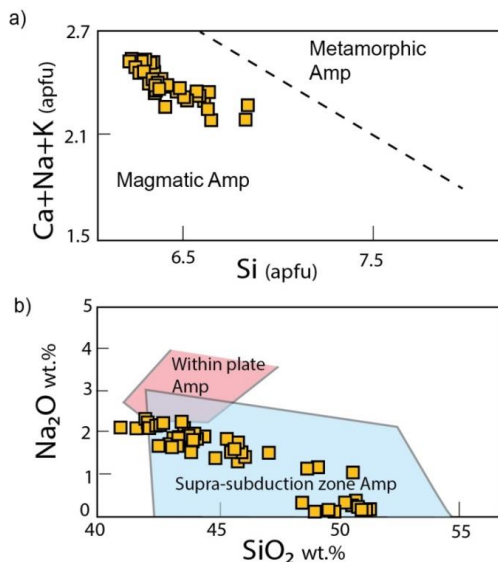 a)
2.7
Metamorphic
Amp
Ca+Na+K (apfu)
2.1
Magmatic Amp
1.5
6.5
7.5
Si (apfu)
b)
5
4
Within plate
Amp
3
Na₂O wt.%
2
1
Supra-subduction zone Amp
0
40
45
50
55
SiO₂ wt.%